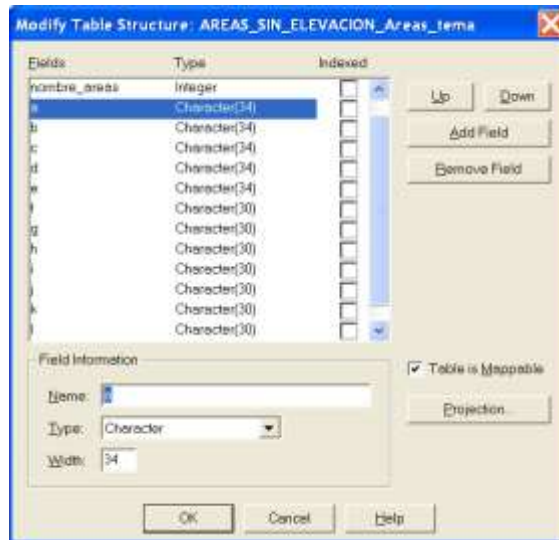 Modify Table Structure: AREAS_SIN_ELEVACION_Areas_tema
Fields Type Indexed
nombre_areas Integer
a Character(34)
b Character(34)
c Character(34)
d Character(34)
e Character(34)
f Character(30)
g Character(30)
h Character(30)
i Character(30)
j Character(30)
k Character(30)
l Character(30)
Up Down
Add Field
Remove Field
Field Information
Name: a
Type: Character
Width: 34
Table is Mappable
Projection...
OK Cancel Help